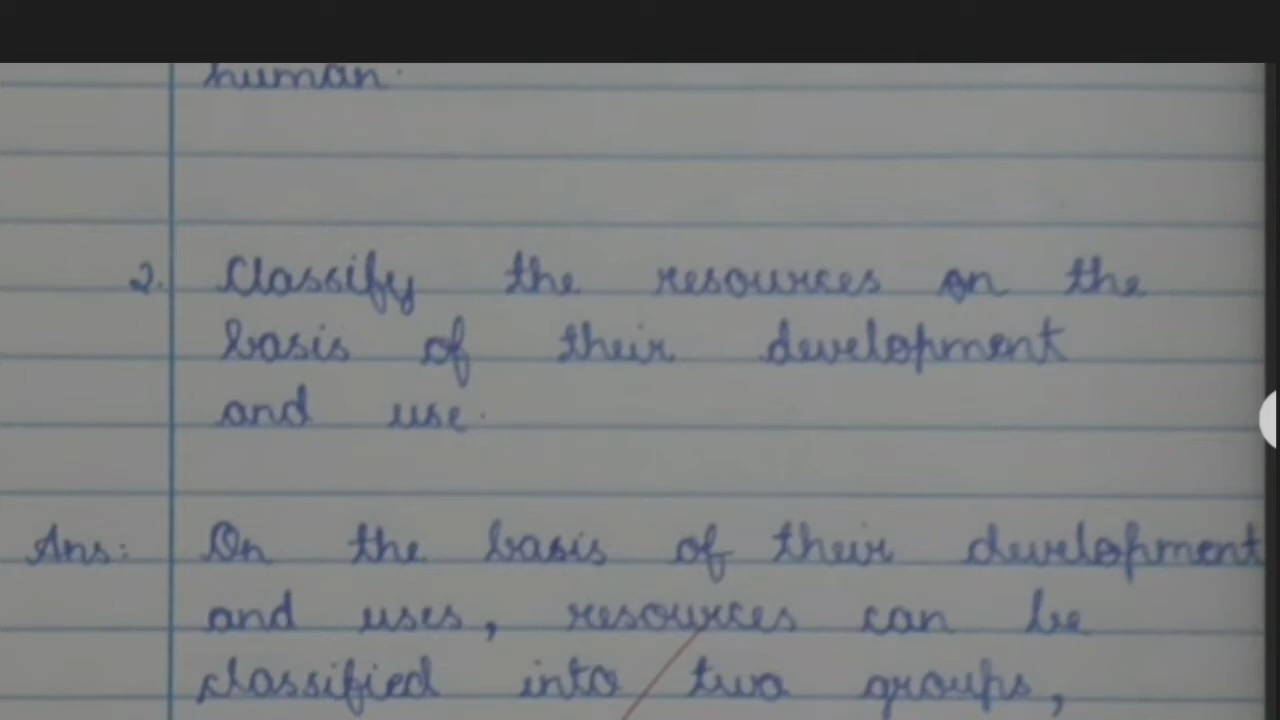 human.
2. Classify the resources on the
basis of their development
and use.
Ans: On the basis of their development
and uses, resources can be
classified into two groups,